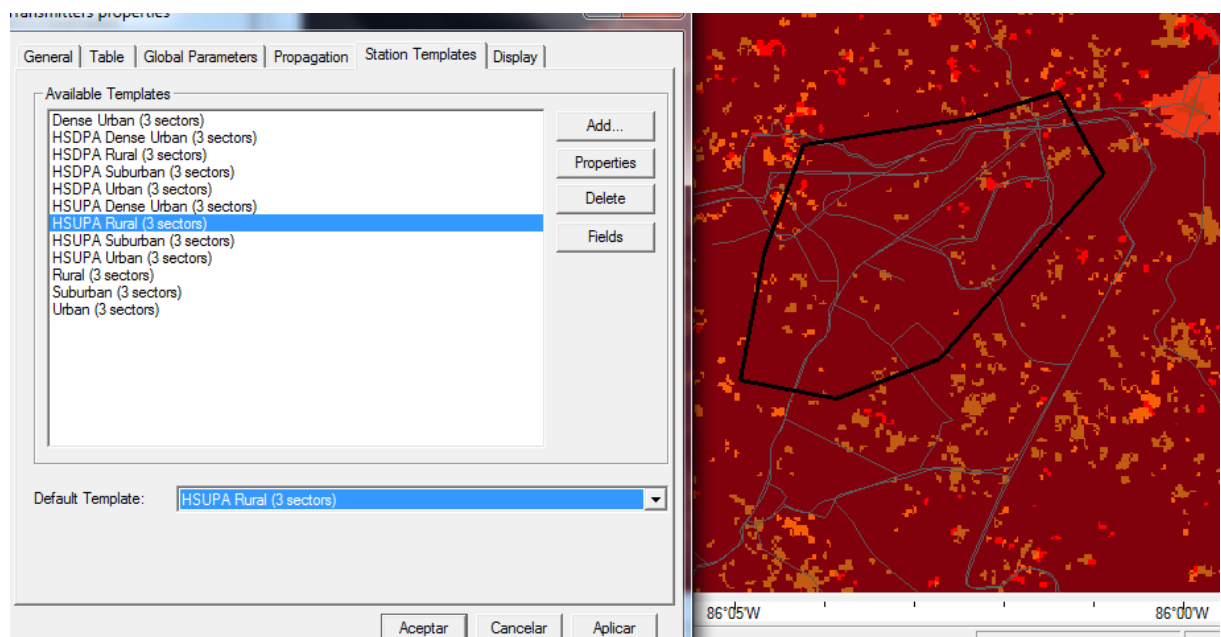 Transmitters properties
General Table Global Parameters Propagation Station Templates Display
Available Templates
Dense Urban (3 sectors)
HSDPA Dense Urban (3 sectors)
HSDPA Rural (3 sectors)
HSDPA Suburban (3 sectors)
HSDPA Urban (3 sectors)
HSUPA Dense Urban (3 sectors)
HSUPA Rural (3 sectors)
HSUPA Suburban (3 sectors)
HSUPA Urban (3 sectors)
Rural (3 sectors)
Suburban (3 sectors)
Urban (3 sectors)
Add...
Properties
Delete
Fields
Default Template: HSUPA Rural (3 sectors)
Aceptar Cancelar Aplicar
86°05'W 86°00'W